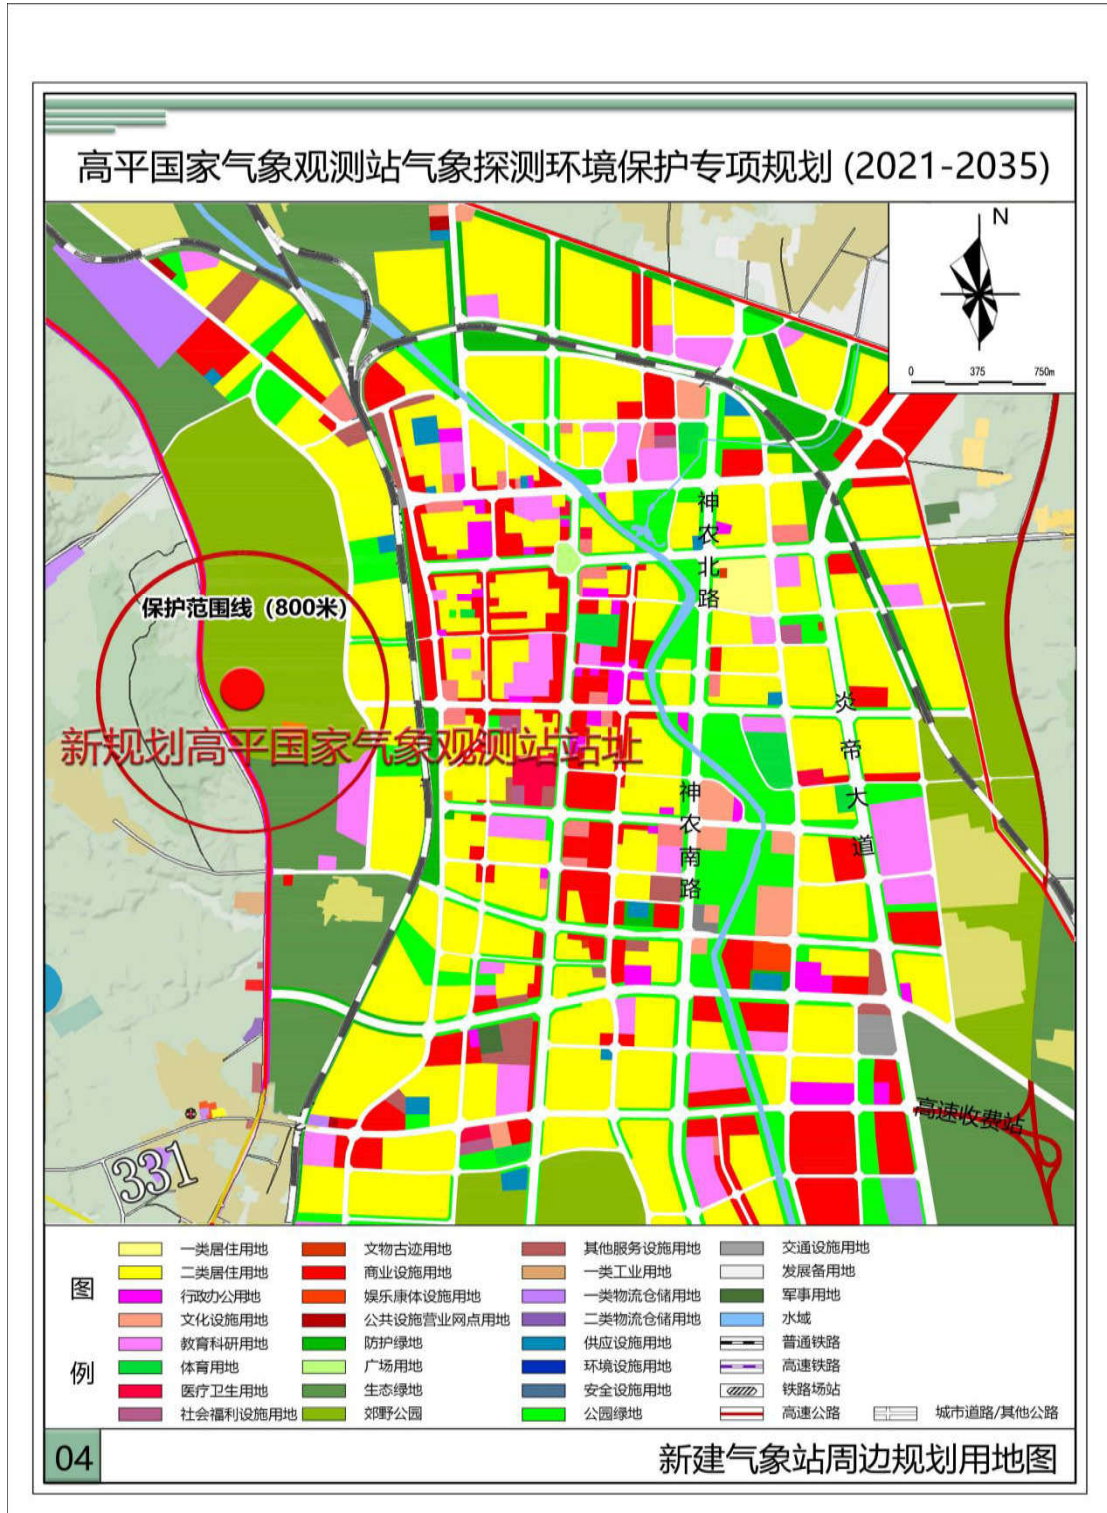 高平国家气象观测站气象探测环境保护专项规划 (2021-2035)
N
0 375 750m
神农北路
保护范围线（800米）
炎帝大道
新规划高平国家气象观测站站址
神农南路
高速收费站
331
图例
一类居住用地
二类居住用地
行政办公用地
文化设施用地
教育科研用地
体育用地
医疗卫生用地
社会福利设施用地
文物古迹用地
商业设施用地
娱乐康体设施用地
公共设施营业网点用地
防护绿地
广场用地
生态绿地
郊野公园
其他服务设施用地
一类工业用地
一类物流仓储用地
二类物流仓储用地
供应设施用地
环境设施用地
安全设施用地
公园绿地
交通设施用地
发展备用地
军事用地
水域
普通铁路
高速铁路
铁路场站
高速公路
城市道路/其他公路
04
新建气象站周边规划用地图